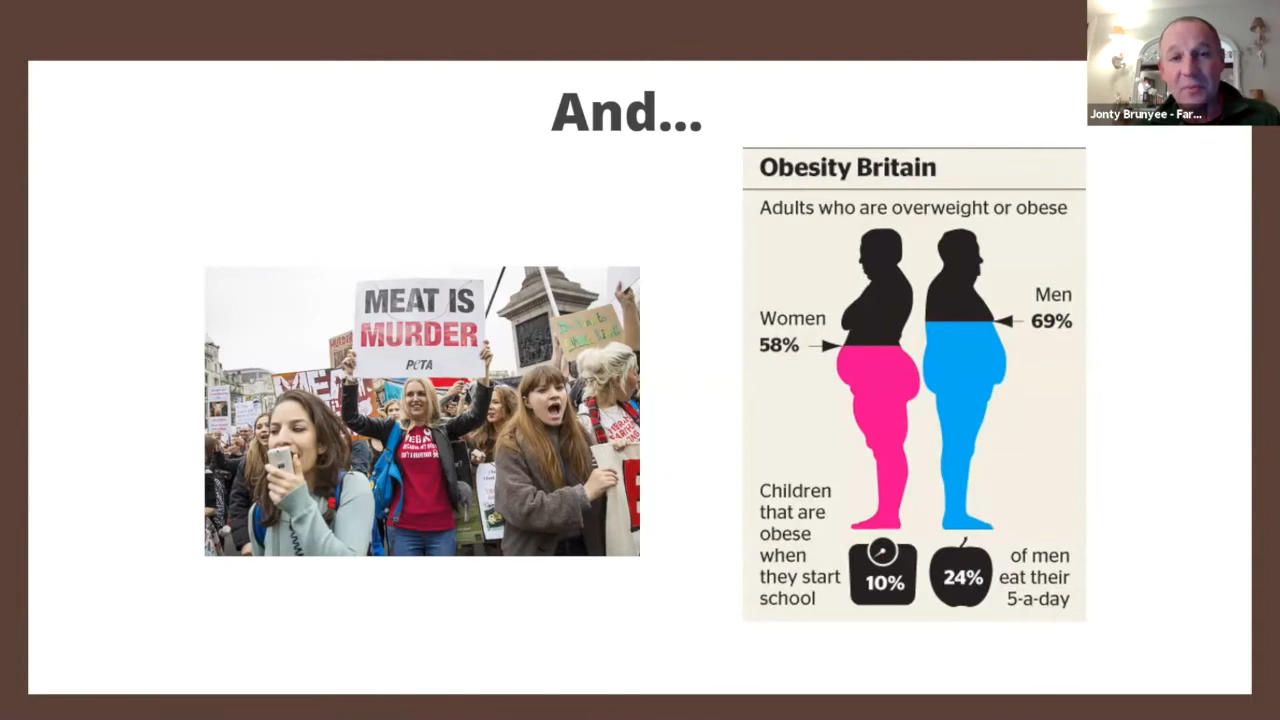 And...
Jonty Brunyee - Far...
MEAT IS
MURDER
PeTA
Obesity Britain
Adults who are overweight or obese
Women
58%
Men
69%
Children
that are
obese
when
they start
school
10%
24%
of men
eat their
5-a-day